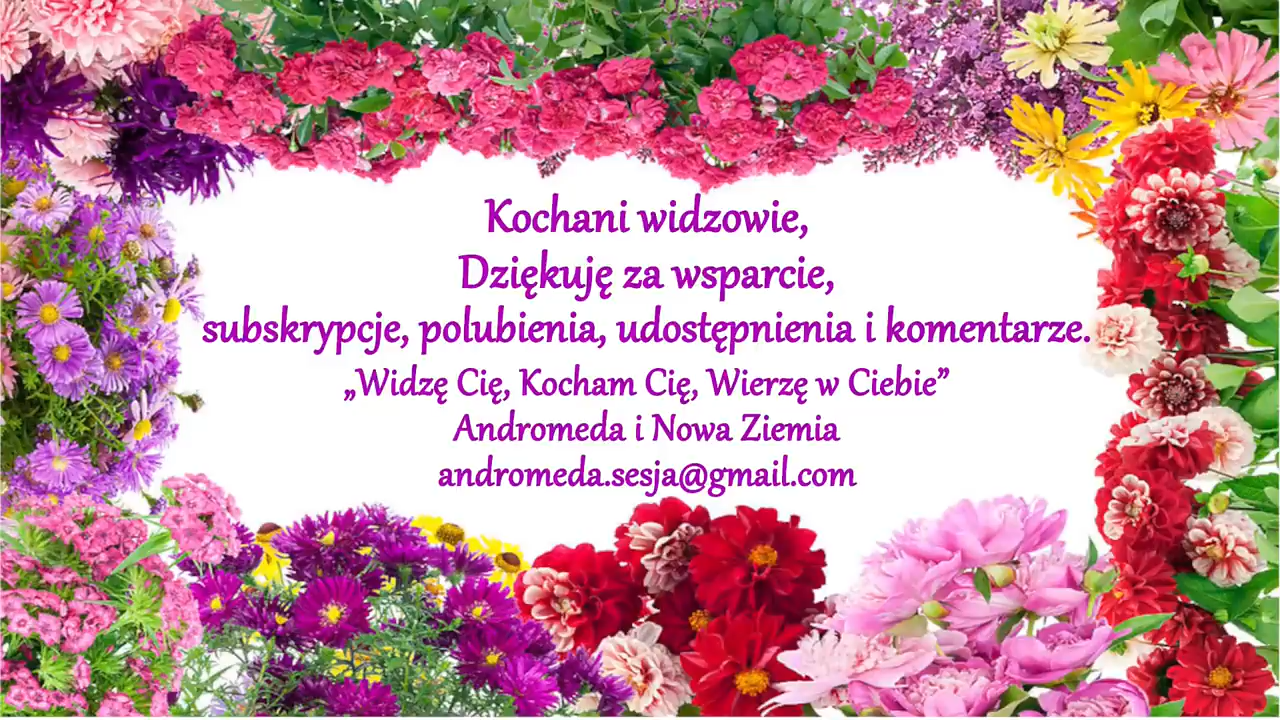 Kochani widzowie,
Dziękuję za wsparcie,
subskrypcje, polubienia, udostępnienia i komentarze.
„Widzę Cię, Kocham Cię, Wierzę w Ciebie”
Andromeda i Nowa Ziemia
andromeda.sesja@gmail.com